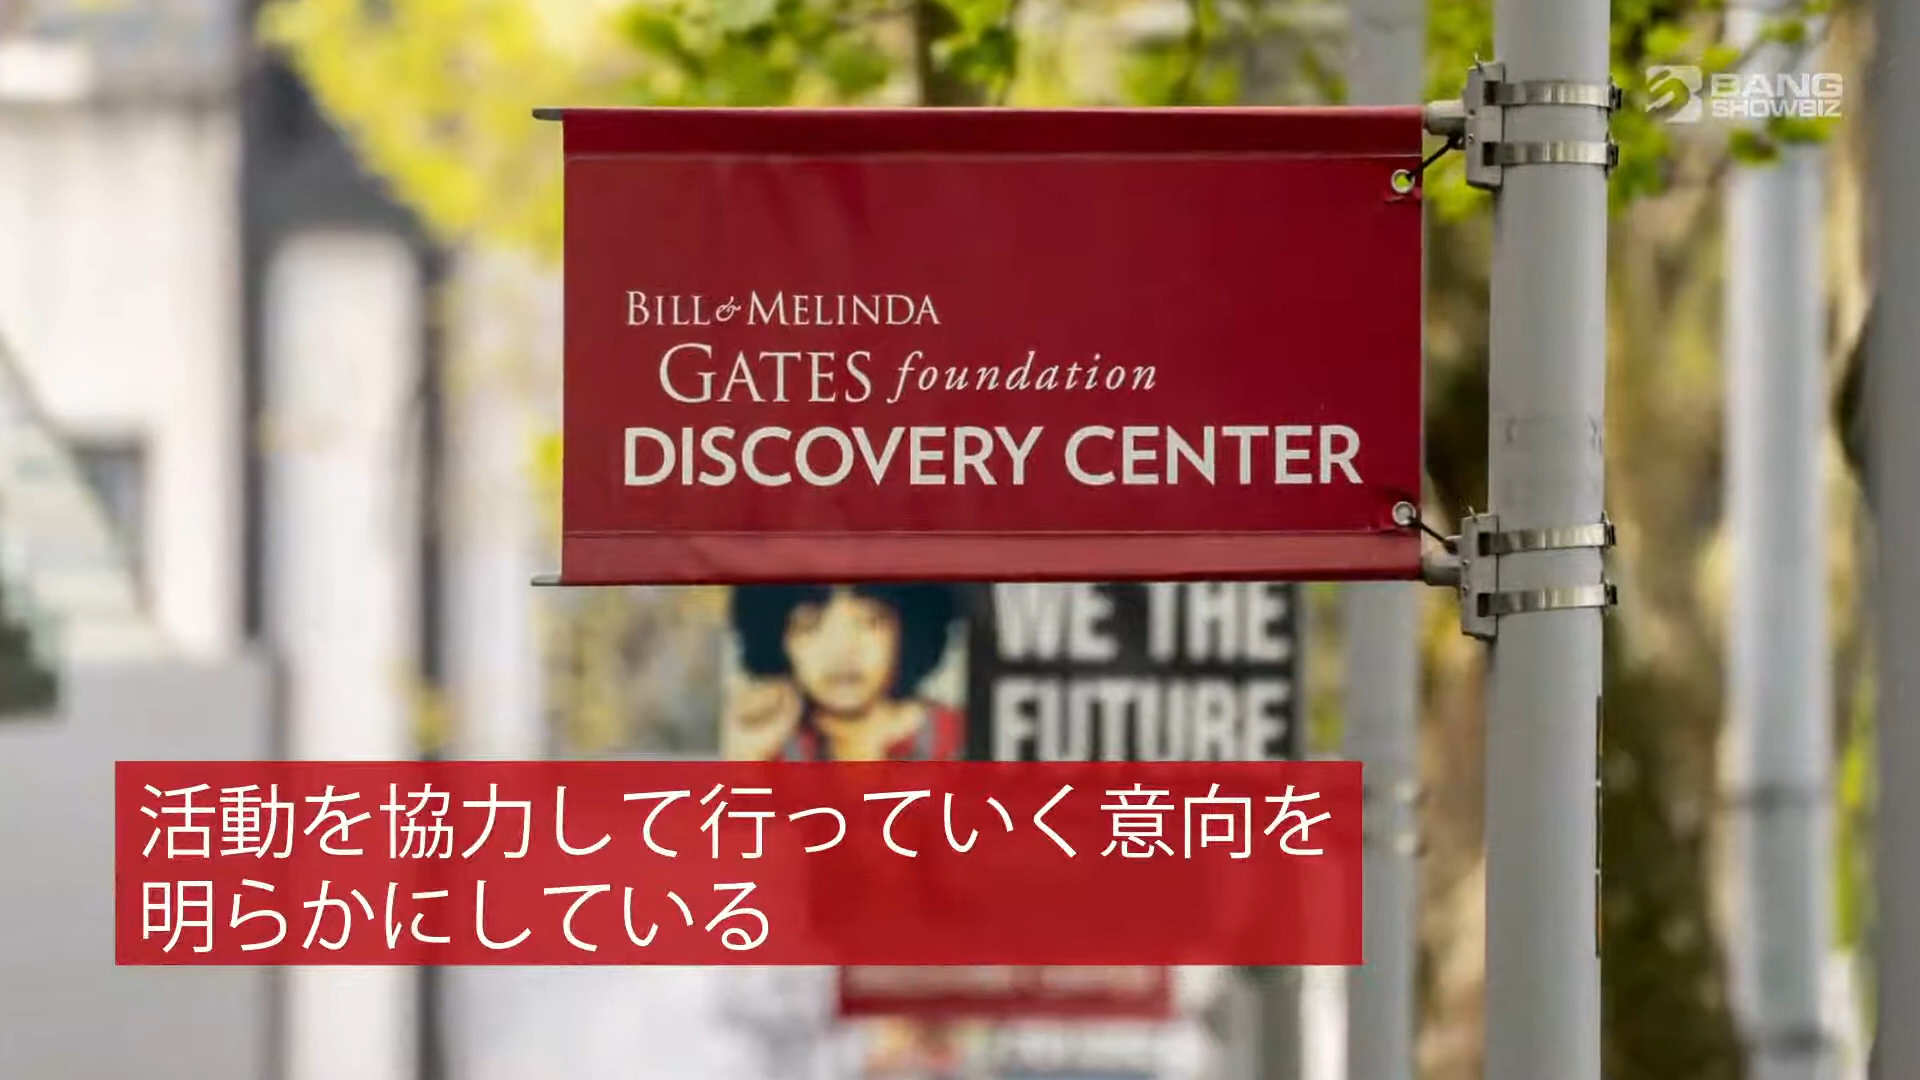 BANG
SHOWBIZ
BILL & MELINDA
GATES foundation
DISCOVERY CENTER
WE THE
FUTURE
活動を協力して行っていく意向を
明らかにしている